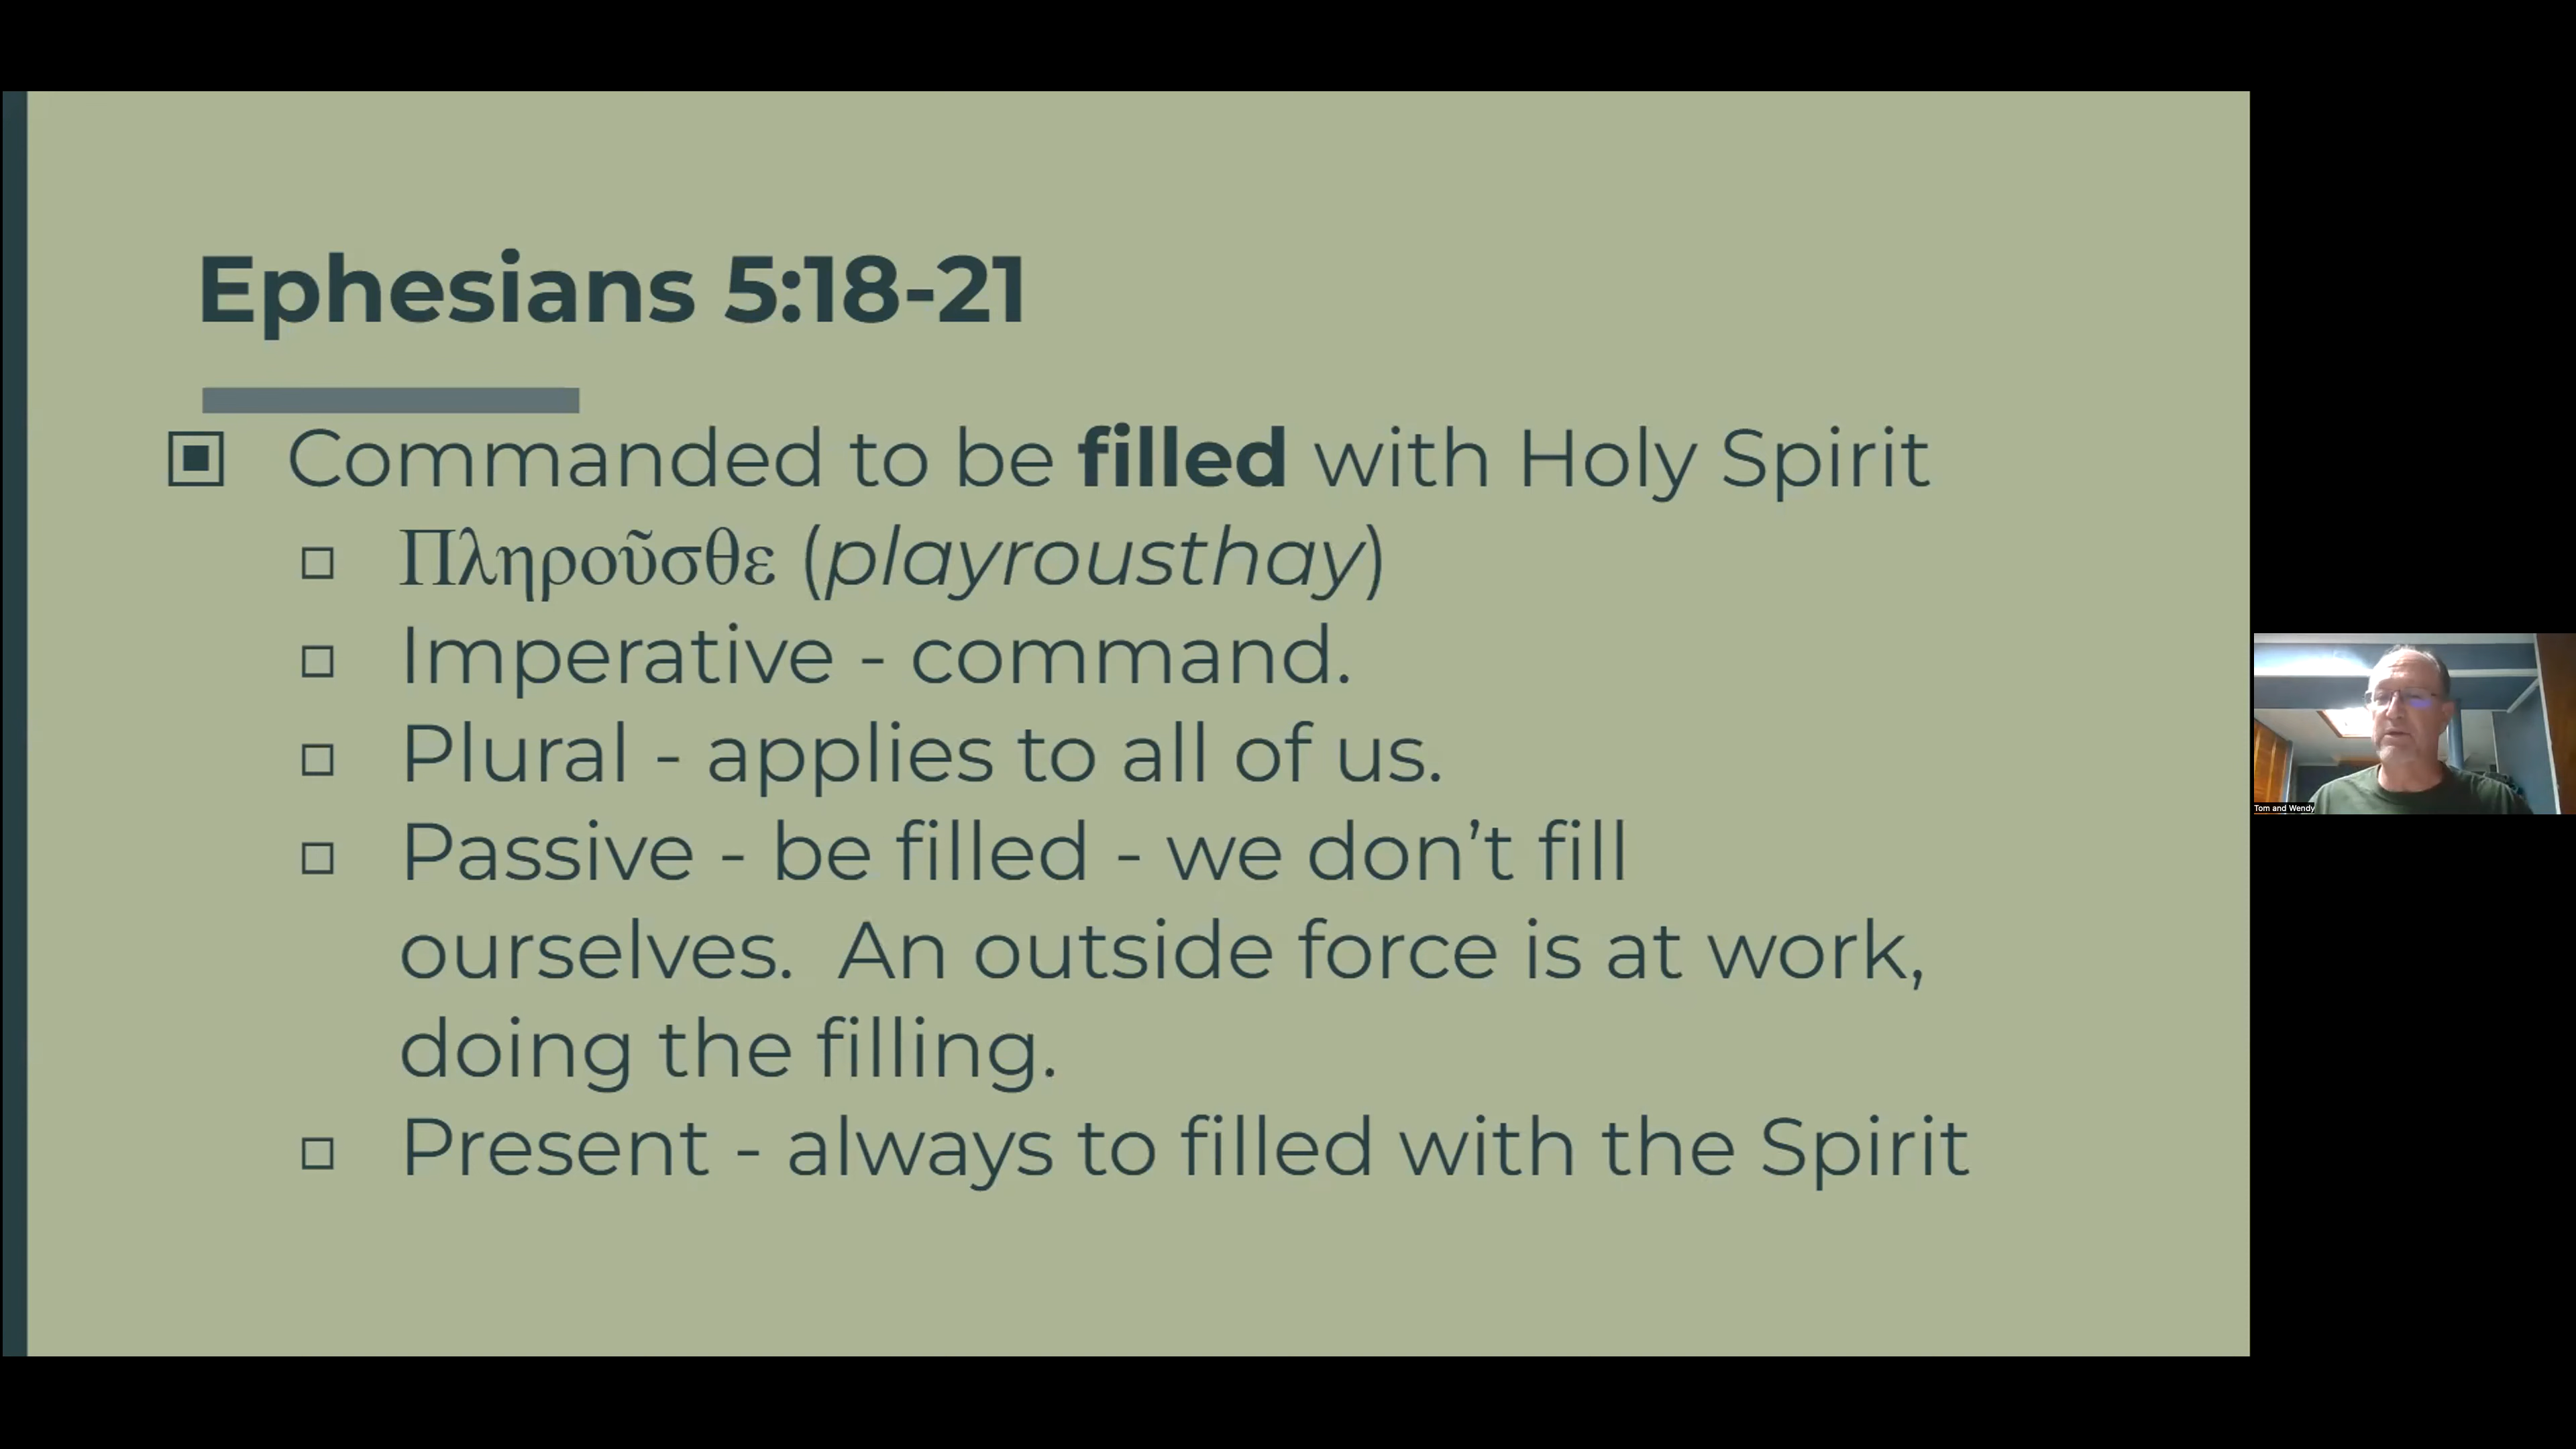 Ephesians 5:18-21
Commanded to be filled with Holy Spirit
Πληροῦσθε (playrousthay)
Imperative - command.
Plural - applies to all of us.
Passive - be filled - we don’t fill
ourselves.  An outside force is at work,
doing the filling.
Present - always to filled with the Spirit
Tom and Wendy